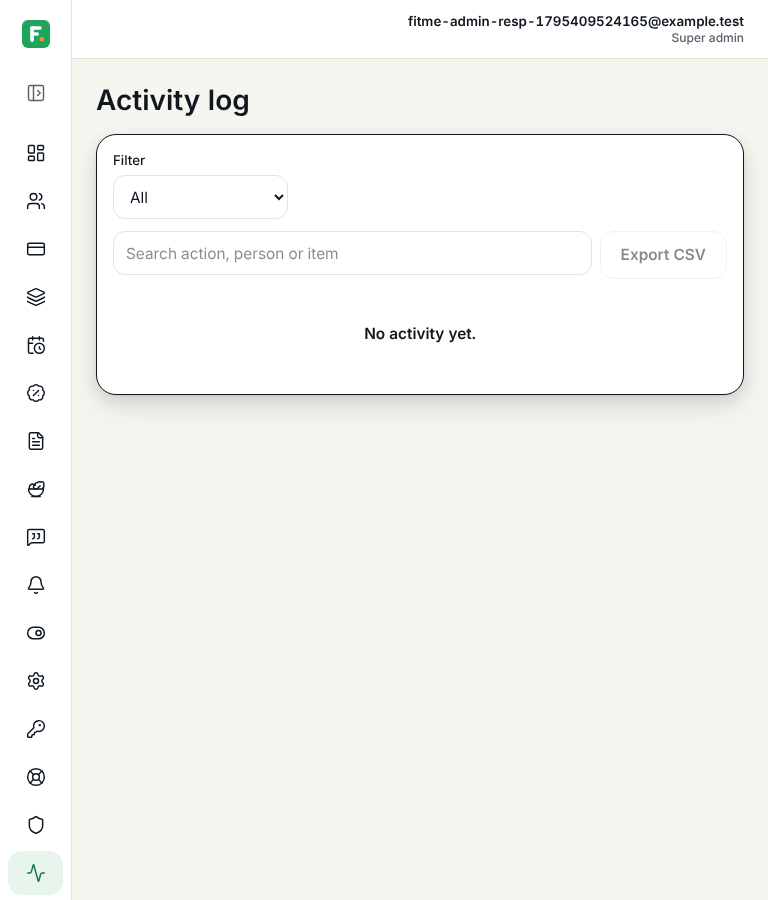 F.
fitme-admin-resp-1795409524165@example.test
Super admin
Activity log
Filter
All
Search action, person or item
Export CSV
No activity yet.